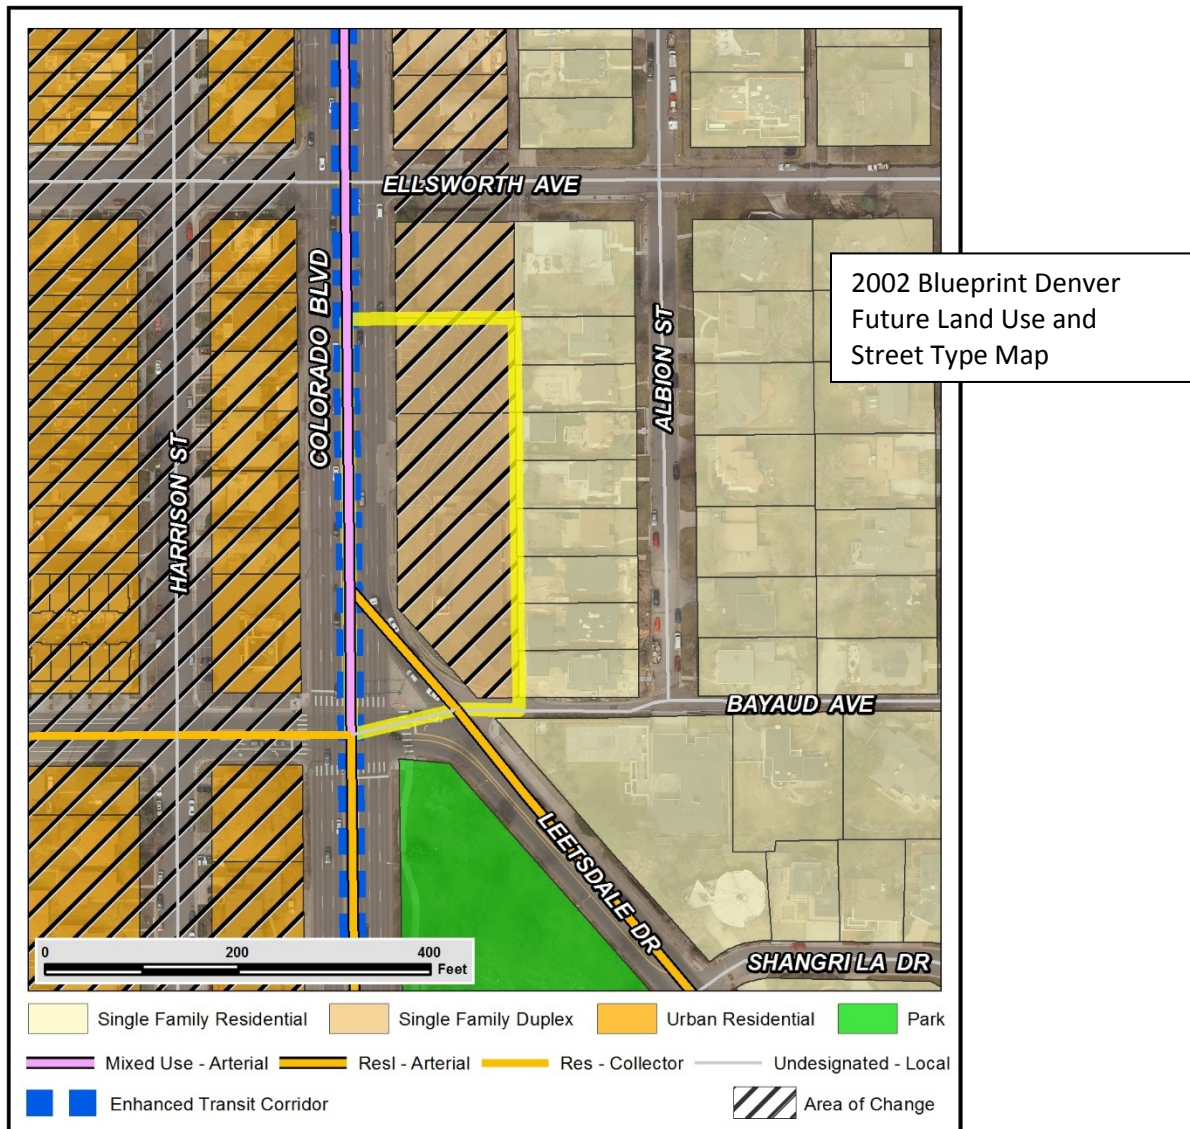 ELLSWORTH AVE
COLORADO BLVD
HARRISON ST
ALBION ST
2002 Blueprint Denver
Future Land Use and
Street Type Map
BAYAUD AVE
LEETSDALE DR
SHANGRI LA DR
0 200 400
Feet
Single Family Residential Single Family Duplex Urban Residential Park
Mixed Use - Arterial ResI - Arterial Res - Collector Undesignated - Local
Enhanced Transit Corridor Area of Change